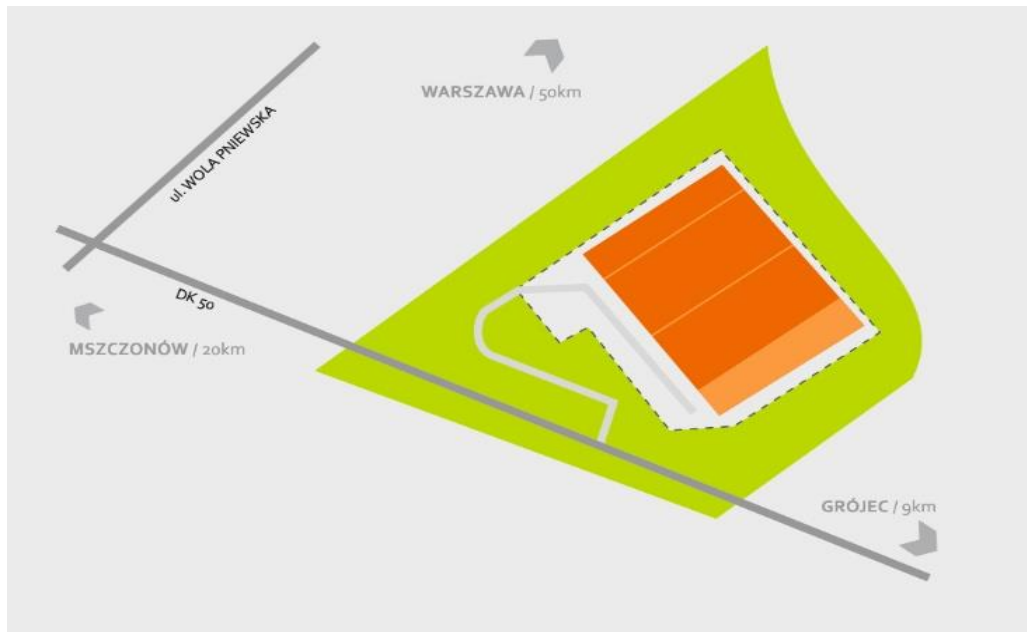 WARSZAWA / 50km
ul. WOLA PNIEWSKA
DK 50
MSZCZONÓW / 20km
GRÓJEC / 9km